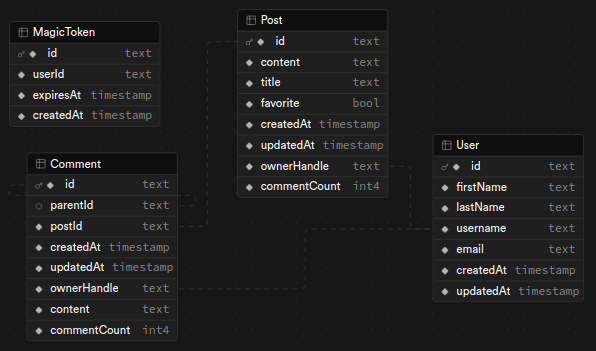 MagicToken
id text
userId text
expiresAt timestamp
createdAt timestamp
Post
id text
content text
title text
favorite bool
createdAt timestamp
updatedAt timestamp
ownerHandle text
commentCount int4
Comment
id text
parentId text
postId text
createdAt timestamp
updatedAt timestamp
ownerHandle text
content text
commentCount int4
User
id text
firstName text
lastName text
username text
email text
createdAt timestamp
updatedAt timestamp